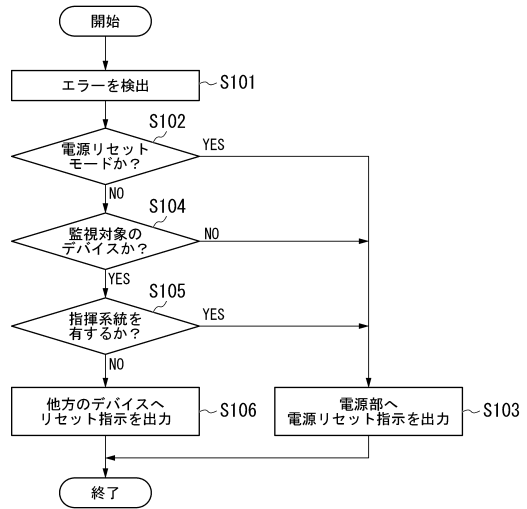 開始
エラーを検出
S101
電源リセット
モードか?
S102
YES
NO
監視対象の
デバイスか?
S104
NO
YES
指揮系統を
有するか?
S105
YES
NO
他方のデバイスへ
リセット指示を出力
S106
電源部へ
電源リセット指示を出力
S103
終了